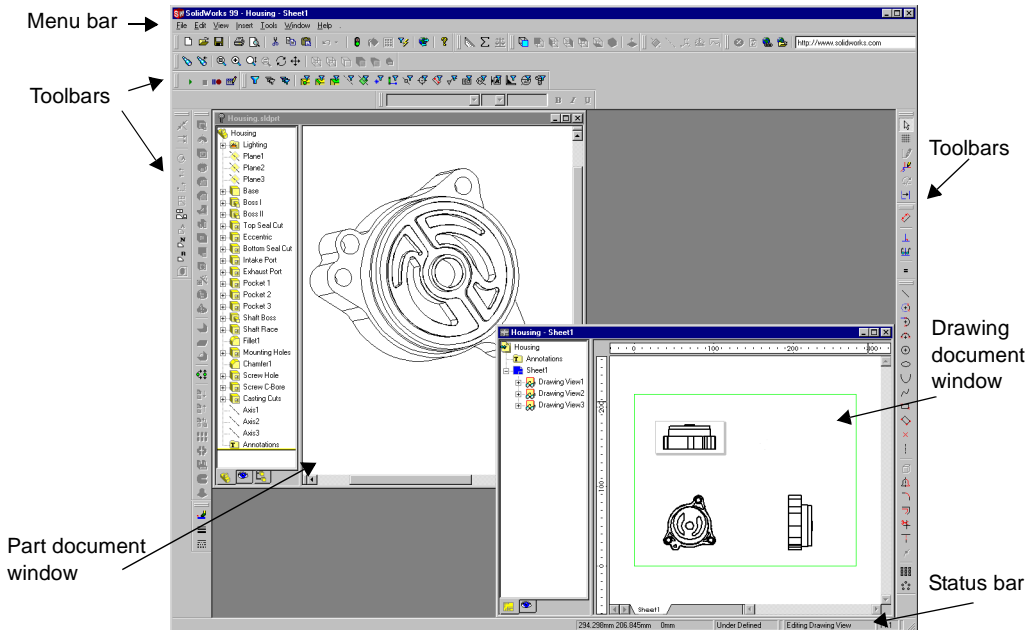 SolidWorks 99 - Housing - Sheet1
Menu bar
File Edit View Insert Tools Window Help
http://www.solidworks.com
Toolbars
B I U
Housing.sldprt
Housing
Lighting
Plane1
Plane2
Plane3
Base
Boss I
Boss II
Top Seal Cut
Eccentric
Bottom Seal Cut
Intake Port
Exhaust Port
Pocket 1
Pocket 2
Pocket 3
Shaft Boss
Shaft Race
Fillet1
Mounting Holes
Chamfer1
Screw Hole
Screw C-Bore
Casting Cuts
Axis1
Axis2
Axis3
Annotations
Toolbars
Housing - Sheet1
Housing
Annotations
Sheet1
Drawing View1
Drawing View2
Drawing View3
0 100 200 300
200
100
0
Sheet1
Drawing
document
window
Part document
window
Status bar
294.298mm 206.845mm 0mm Under Defined Editing Drawing View